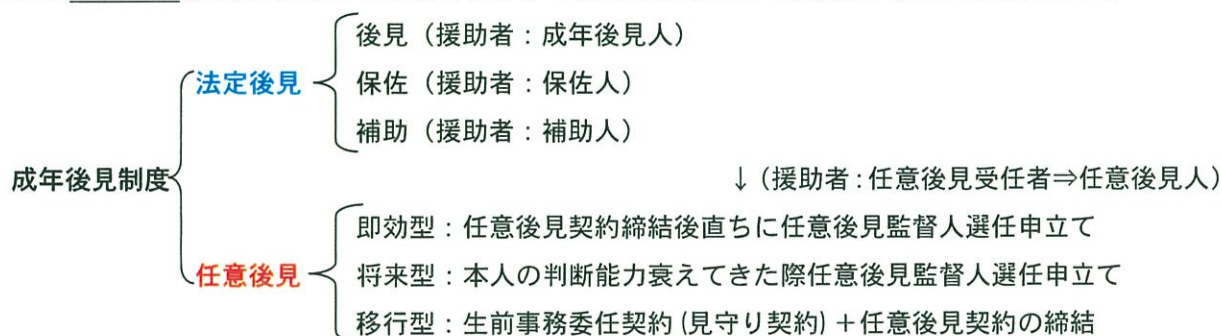 後見（援助者：成年後見人）
法定後見
保佐（援助者：保佐人）
補助（援助者：補助人）
成年後見制度
↓（援助者：任意後見受任者⇒任意後見人）
即効型：任意後見契約締結後直ちに任意後見監督人選任申立て
任意後見
将来型：本人の判断能力衰えてきた際任意後見監督人選任申立て
移行型：生前事務委任契約(見守り契約)＋任意後見契約の締結